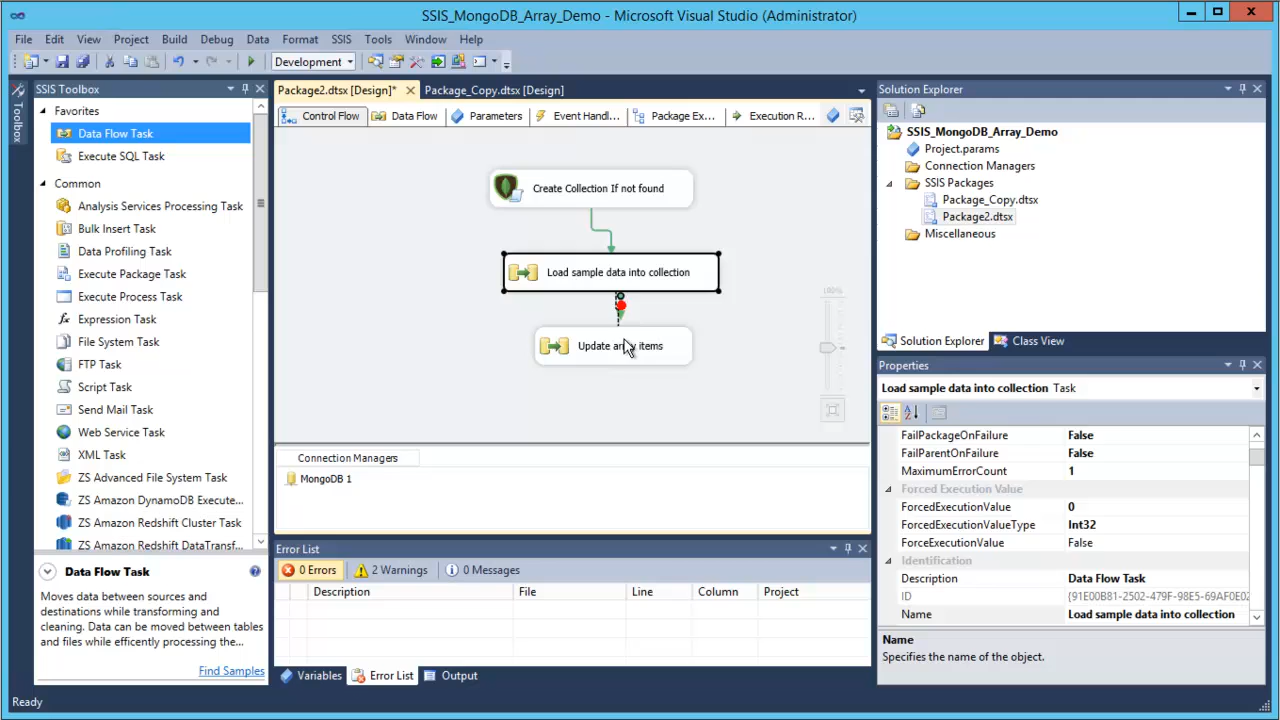 SSIS_MongoDB_Array_Demo - Microsoft Visual Studio (Administrator)
File Edit View Project Build Debug Data Format SSIS Tools Window Help
Development
SSIS Toolbox
Toolbox
Favorites
Data Flow Task
Execute SQL Task
Common
Analysis Services Processing Task
Bulk Insert Task
Data Profiling Task
Execute Package Task
Execute Process Task
Expression Task
File System Task
FTP Task
Script Task
Send Mail Task
Web Service Task
XML Task
ZS Advanced File System Task
ZS Amazon DynamoDB Execute...
ZS Amazon Redshift Cluster Task
ZS Amazon Redshift DataTransf...
Data Flow Task
Moves data between sources and
destinations while transforming and
cleaning. Data can be moved between tables
and files while efficently processing the...
Find Samples
Package2.dtsx [Design]* Package_Copy.dtsx [Design]
Control Flow Data Flow Parameters Event Handl... Package Ex... Execution R...
Create Collection If not found
Load sample data into collection
Update array items
100%
Connection Managers
MongoDB 1
Error List
0 Errors 2 Warnings 0 Messages
Description File Line Column Project
Variables Error List Output
Solution Explorer
SSIS_MongoDB_Array_Demo
Project.params
Connection Managers
SSIS Packages
Package_Copy.dtsx
Package2.dtsx
Miscellaneous
Solution Explorer Class View
Properties
Load sample data into collection Task
FailPackageOnFailure False
FailParentOnFailure False
MaximumErrorCount 1
Forced Execution Value
ForcedExecutionValue 0
ForcedExecutionValueType Int32
ForceExecutionValue False
Identification
Description Data Flow Task
ID {91E00B81-2502-479F-98E5-69AF0E02
Name Load sample data into collection
Name
Specifies the name of the object.
Ready